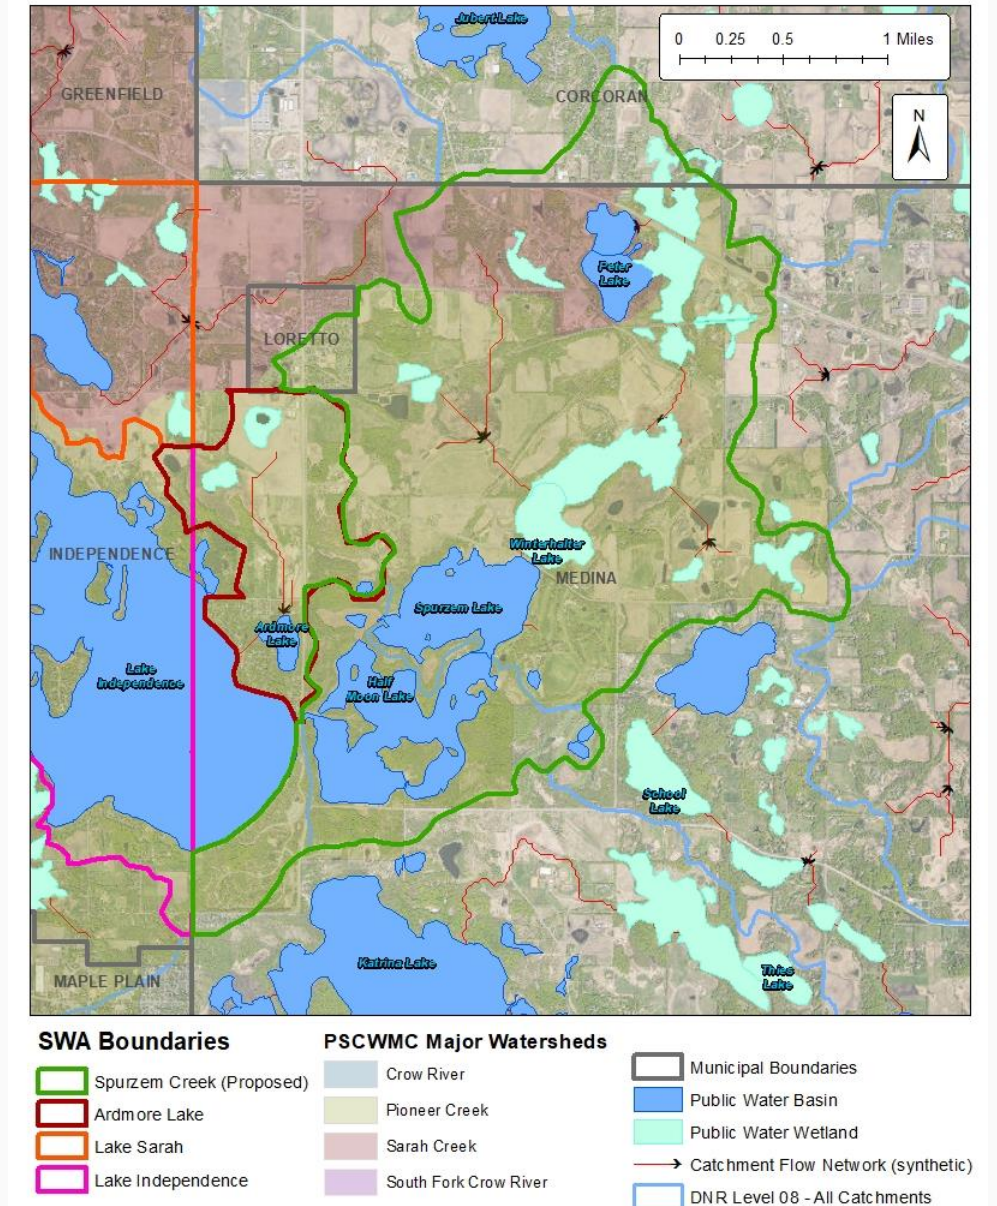 Jubert Lake
0 0.25 0.5 1 Miles
GREENFIELD
CORCORAN
N
Peter
Lake
LORETTO
Winterhalter
Lake
INDEPENDENCE
MEDINA
Spurzem Lake
Ardmore
Lake
Lake
Independence
Half
Moon Lake
School
Lake
Katrina Lake
Thies
Lake
MAPLE PLAIN
SWA Boundaries
Spurzem Creek (Proposed)
Ardmore Lake
Lake Sarah
Lake Independence
PSCWMC Major Watersheds
Crow River
Pioneer Creek
Sarah Creek
South Fork Crow River
Municipal Boundaries
Public Water Basin
Public Water Wetland
Catchment Flow Network (synthetic)
DNR Level 08 - All Catchments